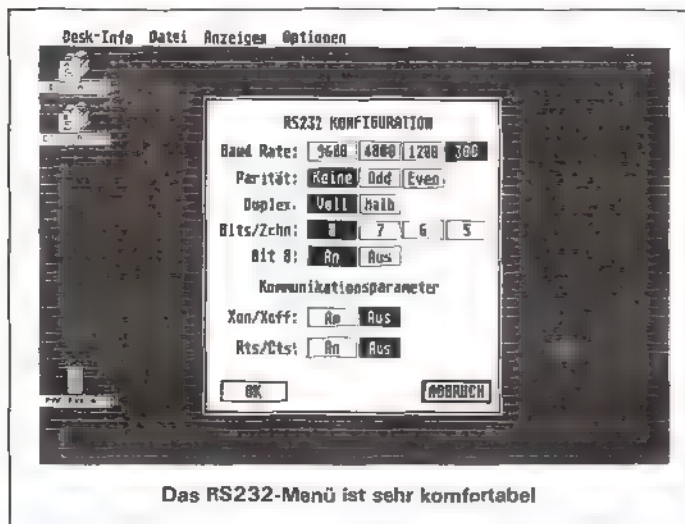 Desk-Info Datei Anzeigen Optionen
RS232 KONFIGURATION
Baud Rate: 9600 4800 1200 300
Parität: Keine Odd Even
Duplex: Voll Halb
Bits/Zchn: 8 7 6 5
Bit 8: An Aus
Kommunikationsparameter
Xon/Xoff: An Aus
Rts/Cts: An Aus
OK ABBRUCH
Das RS232-Menü ist sehr komfortabel